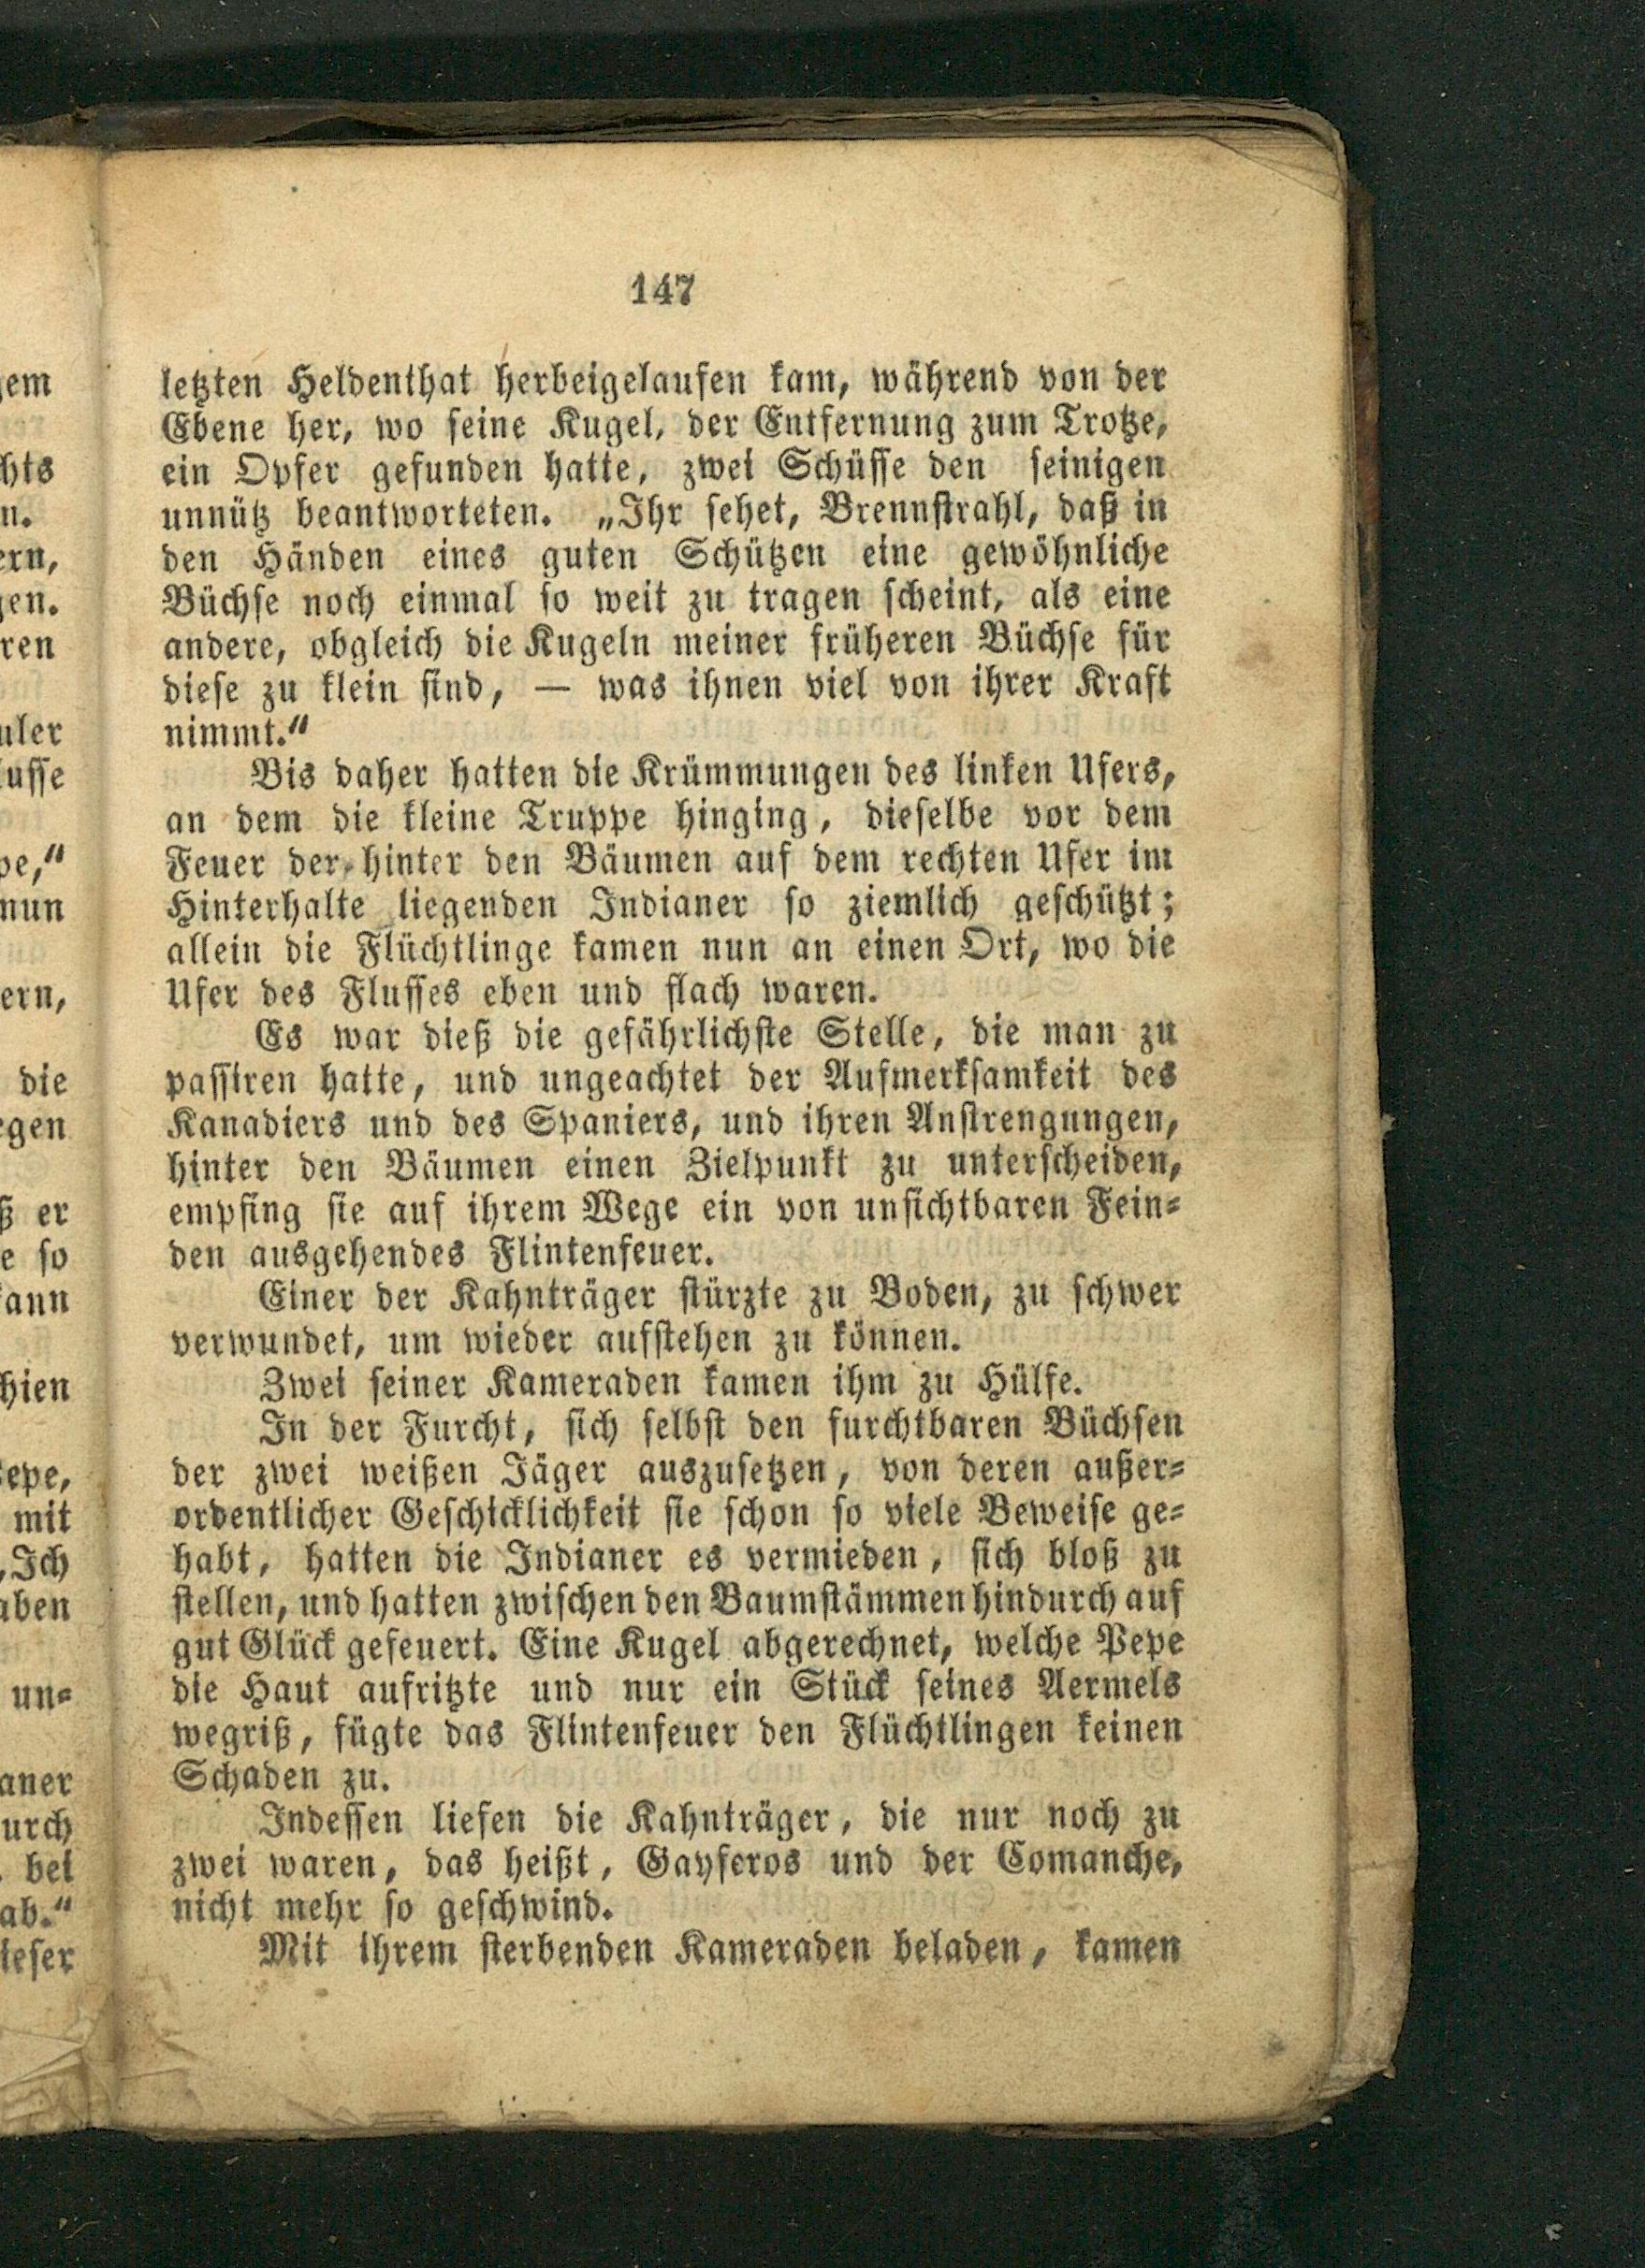 147
letzten Heldenthat herbeigelaufen kam, während von der
Ebene her, wo seine Kugel, der Entfernung zum Trotze,
ein Opfer gefunden hatte, zwei Schüsse den seinigen
unnütz beantworteten. „Ihr sehet, Brennstrahl, daß in
den Händen eines guten Schützen eine gewöhnliche
Büchse noch einmal so weit zu tragen scheint, als eine
andere, obgleich die Kugeln meiner früheren Büchse für
diese zu klein sind, — was ihnen viel von ihrer Kraft
nimmt.“
Bis daher hatten die Krümmungen des linken Ufers,
an dem die kleine Truppe hinging, dieselbe vor dem
Feuer der hinter den Bäumen auf dem rechten Ufer im
Hinterhalte liegenden Indianer so ziemlich geschützt;
allein die Flüchtlinge kamen nun an einen Ort, wo die
Ufer des Flusses eben und flach waren.
Es war dieß die gefährlichste Stelle, die man zu
passiren hatte, und ungeachtet der Aufmerksamkeit des
Kanadiers und des Spaniers, und ihren Anstrengungen,
hinter den Bäumen einen Zielpunkt zu unterscheiden,
empfing sie auf ihrem Wege ein von unsichtbaren Fein-
den ausgehendes Flintenfeuer.
Einer der Kahnträger stürzte zu Boden, zu schwer
verwundet, um wieder aufstehen zu können.
Zwei seiner Kameraden kamen ihm zu Hülfe.
In der Furcht, sich selbst den furchtbaren Büchsen
der zwei weißen Jäger auszusetzen, von deren außer-
ordentlicher Geschicklichkeit sie schon so viele Beweise ge-
habt, hatten die Indianer es vermieden, sich bloß zu
stellen, und hatten zwischen den Baumstämmen hindurch auf
gut Glück gefeuert. Eine Kugel abgerechnet, welche Pepe
die Haut aufritzte und nur ein Stück seines Aermels
wegriß, fügte das Flintenfeuer den Flüchtlingen keinen
Schaden zu.
Indessen liefen die Kahnträger, die nur noch zu
zwei waren, das heißt, Gayferos und der Comanche,
nicht mehr so geschwind.
Mit ihrem sterbenden Kameraden beladen, kamen